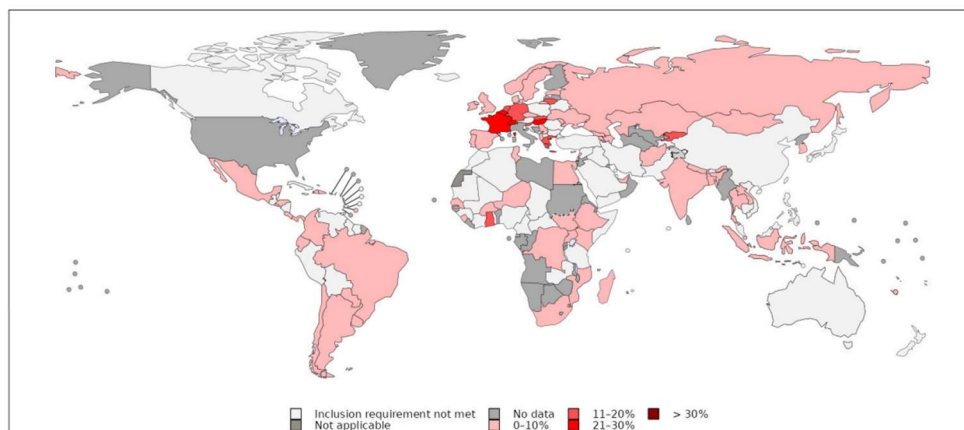 Inclusion requirement not met
Not applicable
No data
0–10%
11–20%
21–30%
> 30%